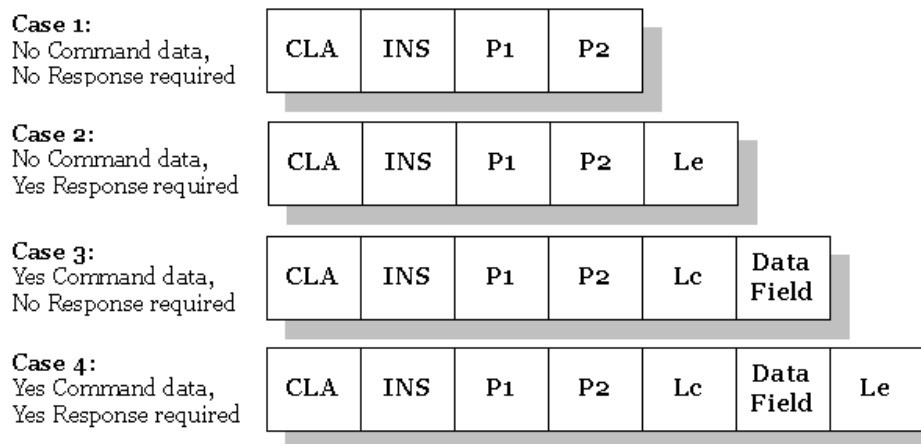 Case 1:
No Command data,
No Response required
CLA INS P1 P2
Case 2:
No Command data,
Yes Response required
CLA INS P1 P2 Le
Case 3:
Yes Command data,
No Response required
CLA INS P1 P2 Lc Data Field
Case 4:
Yes Command data,
Yes Response required
CLA INS P1 P2 Lc Data Field Le